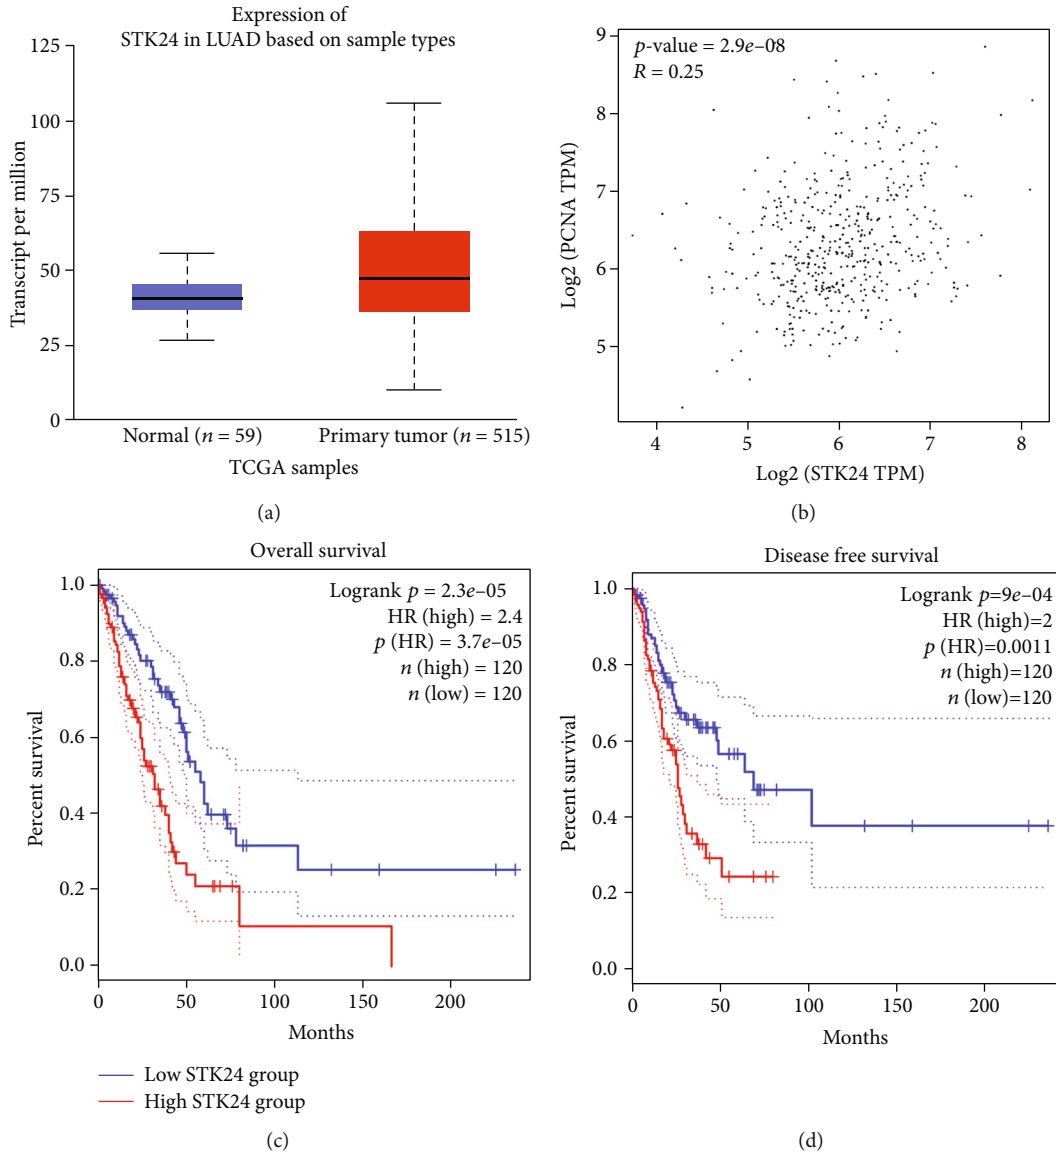 Expression of
STK24 in LUAD based on sample types
Transcript per million
125
100
75
50
25
0
Normal (n = 59)
Primary tumor (n = 515)
TCGA samples
(a)
p-value = 2.9e–08
R = 0.25
Log2 (PCNA TPM)
9
8
7
6
5
4
5
6
7
8
Log2 (STK24 TPM)
(b)
Overall survival
Logrank p = 2.3e–05
HR (high) = 2.4
p (HR) = 3.7e–05
n (high) = 120
n (low) = 120
Percent survival
1.0
0.8
0.6
0.4
0.2
0.0
0
50
100
150
200
Months
Low STK24 group
High STK24 group
(c)
Disease free survival
Logrank p=9e–04
HR (high)=2
p (HR)=0.0011
n (high)=120
n (low)=120
Percent survival
1.0
0.8
0.6
0.4
0.2
0.0
0
50
100
150
200
Months
(d)